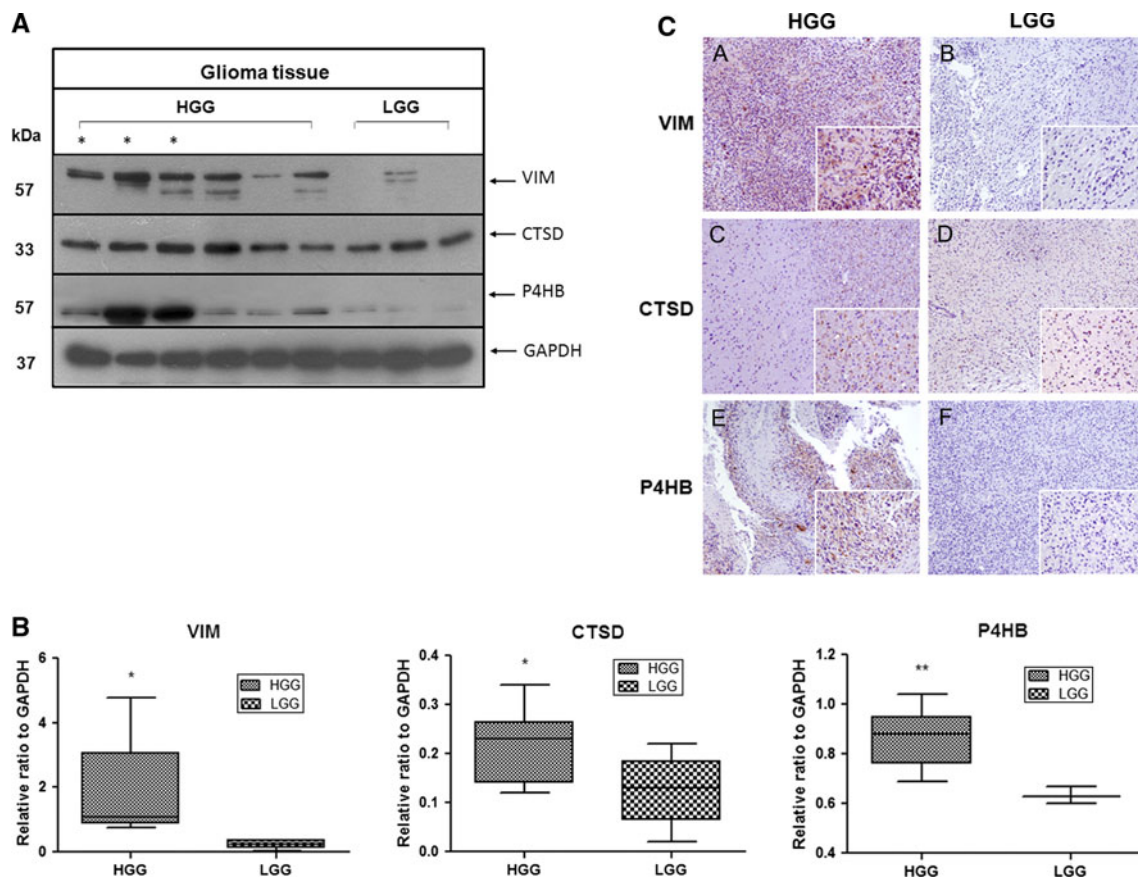 A
Glioma tissue
HGG LGG
kDa
* * *
57 VIM
33 CTSD
57 P4HB
37 GAPDH
C
HGG LGG
VIM A B
CTSD C D
P4HB E F
B
VIM
Relative ratio to GAPDH
6
4
2
0
*
HGG
LGG
HGG LGG
CTSD
Relative ratio to GAPDH
0.4
0.3
0.2
0.1
0.0
*
HGG
LGG
HGG LGG
P4HB
Relative ratio to GAPDH
1.2
1.0
0.8
0.6
0.4
**
HGG
LGG
HGG LGG